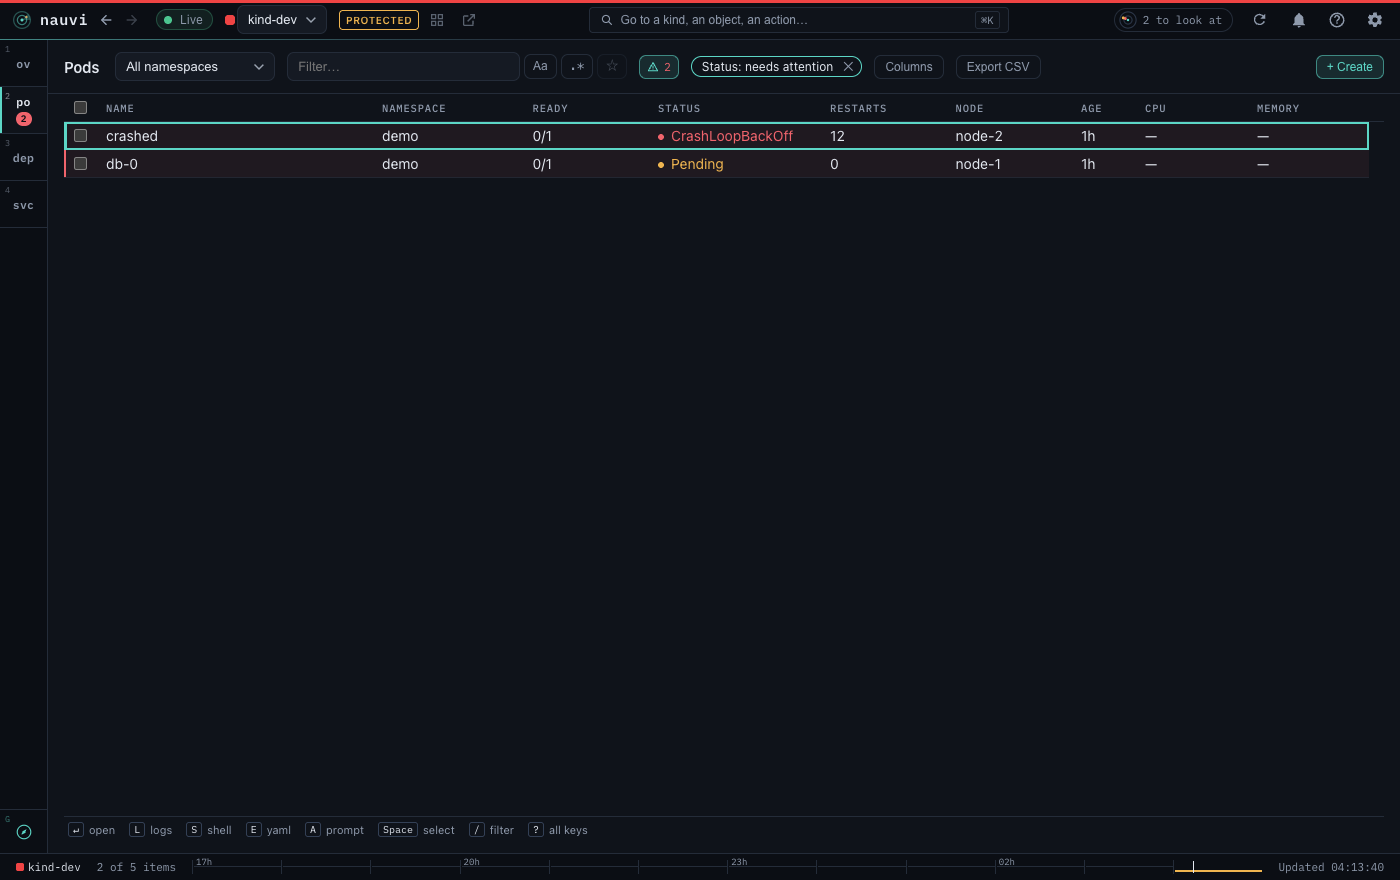 nauvi Live kind-dev PROTECTED Go to a kind, an object, an action... ⌘K 2 to look at
1 ov
2 po 2
3 dep
4 svc
Pods All namespaces Filter... Aa .* ☆ 2 Status: needs attention Columns Export CSV + Create
NAME NAMESPACE READY STATUS RESTARTS NODE AGE CPU MEMORY
crashed demo 0/1 CrashLoopBackOff 12 node-2 1h — —
db-0 demo 0/1 Pending 0 node-1 1h — —
G
↵ open L logs S shell E yaml A prompt Space select / filter ? all keys
kind-dev 2 of 5 items 17h 20h 23h 02h Updated 04:13:40